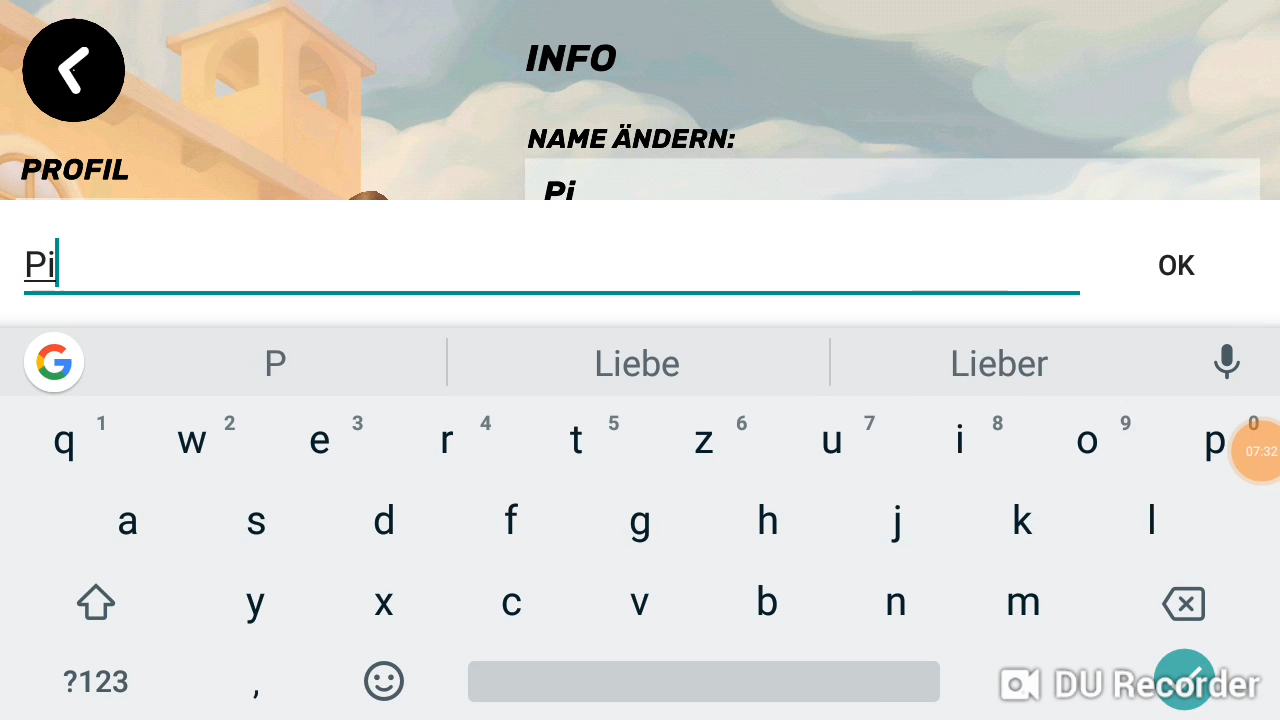 INFO
NAME ÄNDERN:
PROFIL
Pi
Pi
OK
P Liebe Lieber
q 1 w 2 e 3 r 4 t 5 z 6 u 7 i 8 o 9 p 0
07:32
a s d f g h j k l
y x c v b n m
?123 ,
DU Recorder